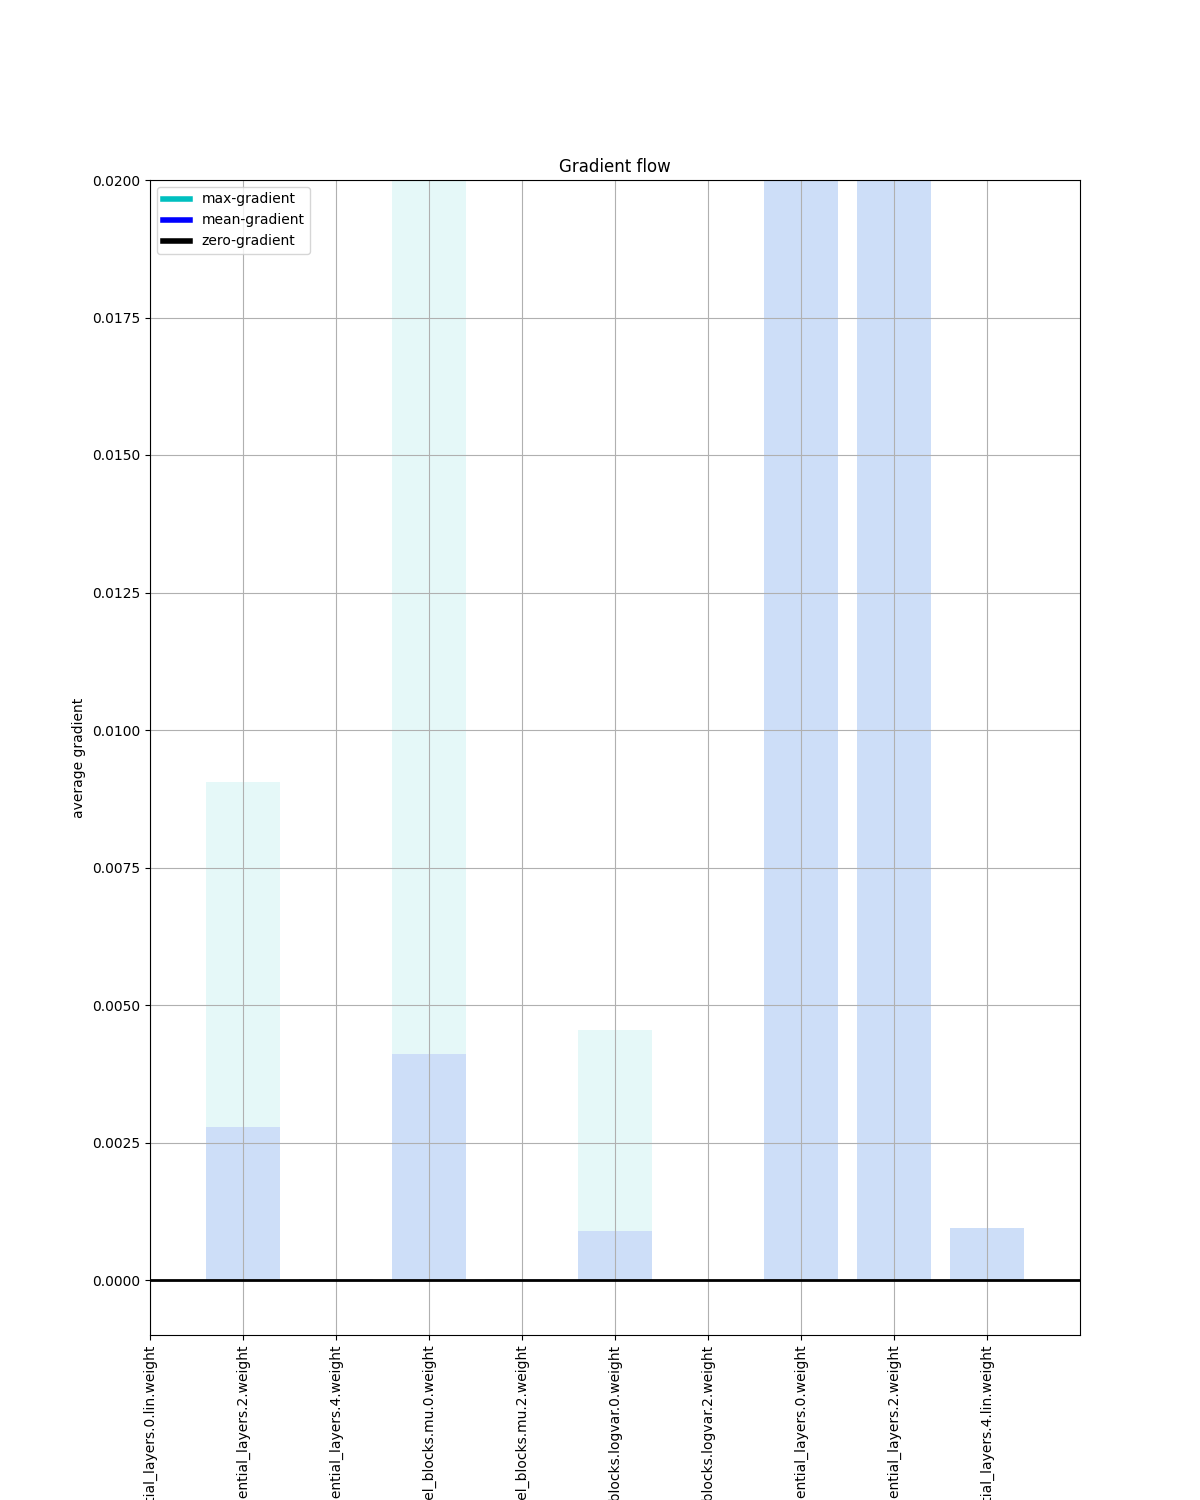 Gradient flow
max-gradient
mean-gradient
zero-gradient
0.0200
0.0175
0.0150
0.0125
0.0100
0.0075
0.0050
0.0025
0.0000
average gradient
tial_layers.0.lin.weight
ential_layers.2.weight
ential_layers.4.weight
el_blocks.mu.0.weight
el_blocks.mu.2.weight
blocks.logvar.0.weight
blocks.logvar.2.weight
ential_layers.0.weight
ential_layers.2.weight
tial_layers.4.lin.weight